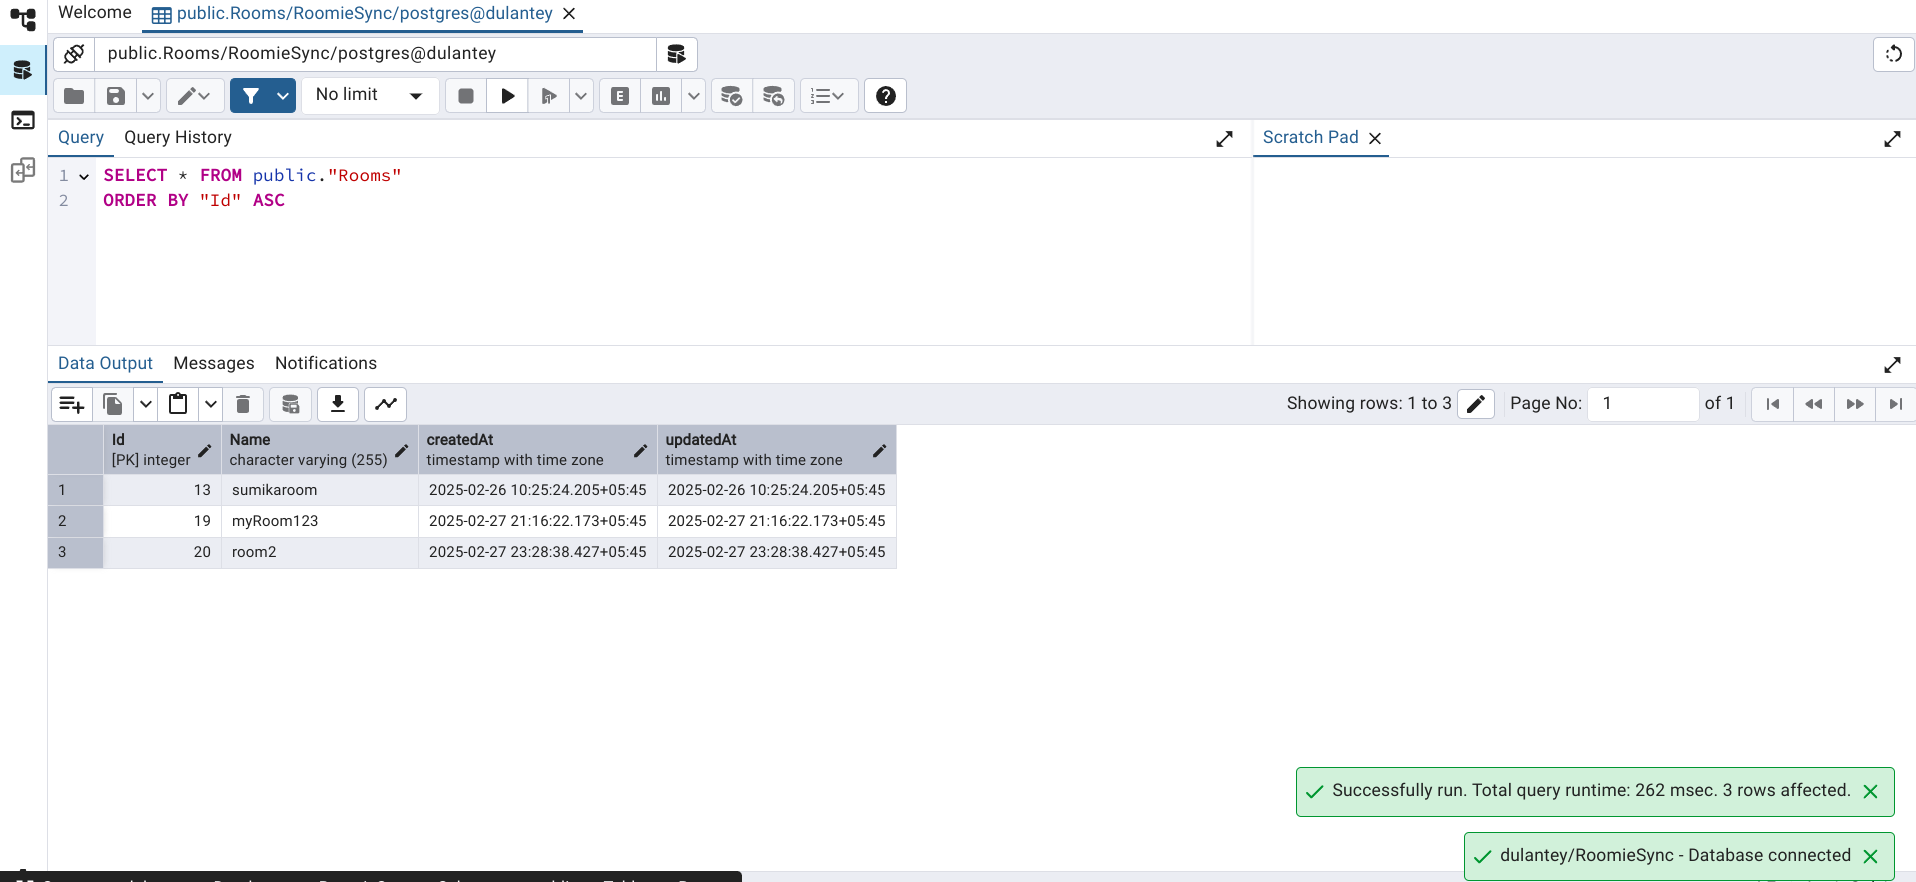 Welcome
public.Rooms/RoomieSync/postgres@dulantey
public.Rooms/RoomieSync/postgres@dulantey
No limit
E
Query Query History
Scratch Pad
1 SELECT * FROM public."Rooms"
2 ORDER BY "Id" ASC
Data Output Messages Notifications
Showing rows: 1 to 3 Page No: 1 of 1
Id Name createdAt updatedAt
[PK] integer character varying (255) timestamp with time zone timestamp with time zone
1 13 sumikaroom 2025-02-26 10:25:24.205+05:45 2025-02-26 10:25:24.205+05:45
2 19 myRoom123 2025-02-27 21:16:22.173+05:45 2025-02-27 21:16:22.173+05:45
3 20 room2 2025-02-27 23:28:38.427+05:45 2025-02-27 23:28:38.427+05:45
Successfully run. Total query runtime: 262 msec. 3 rows affected.
dulantey/RoomieSync - Database connected